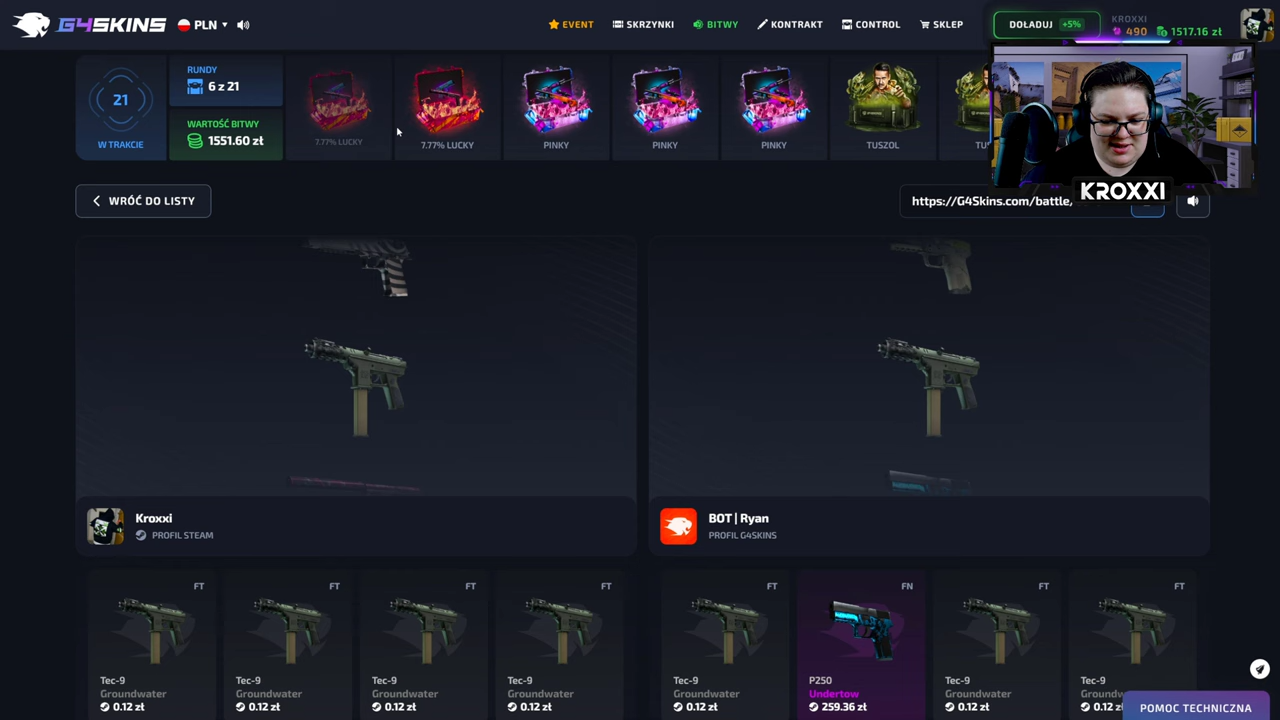 G4SKINS
PLN
EVENT
SKRZYNKI
BITWY
KONTRAKT
CONTROL
SKLEP
DOŁADUJ +5%
KROXXI
490 1517.16 zł
21
W TRAKCIE
RUNDY
6 z 21
WARTOŚĆ BITWY
1551.60 zł
7.77% LUCKY
7.77% LUCKY
PINKY
PINKY
PINKY
TUSZOL
KROXXI
WRÓĆ DO LISTY
https://G4Skins.com/battle/
Kroxxi
PROFIL STEAM
BOT | Ryan
PROFIL G4SKINS
FT
Tec-9
Groundwater
0.12 zł
FT
Tec-9
Groundwater
0.12 zł
FT
Tec-9
Groundwater
0.12 zł
FT
Tec-9
Groundwater
0.12 zł
FT
Tec-9
Groundwater
0.12 zł
FN
P250
Undertow
259.36 zł
FT
Tec-9
Groundwater
0.12 zł
FT
Tec-9
0.12 zł
POMOC TECHNICZNA